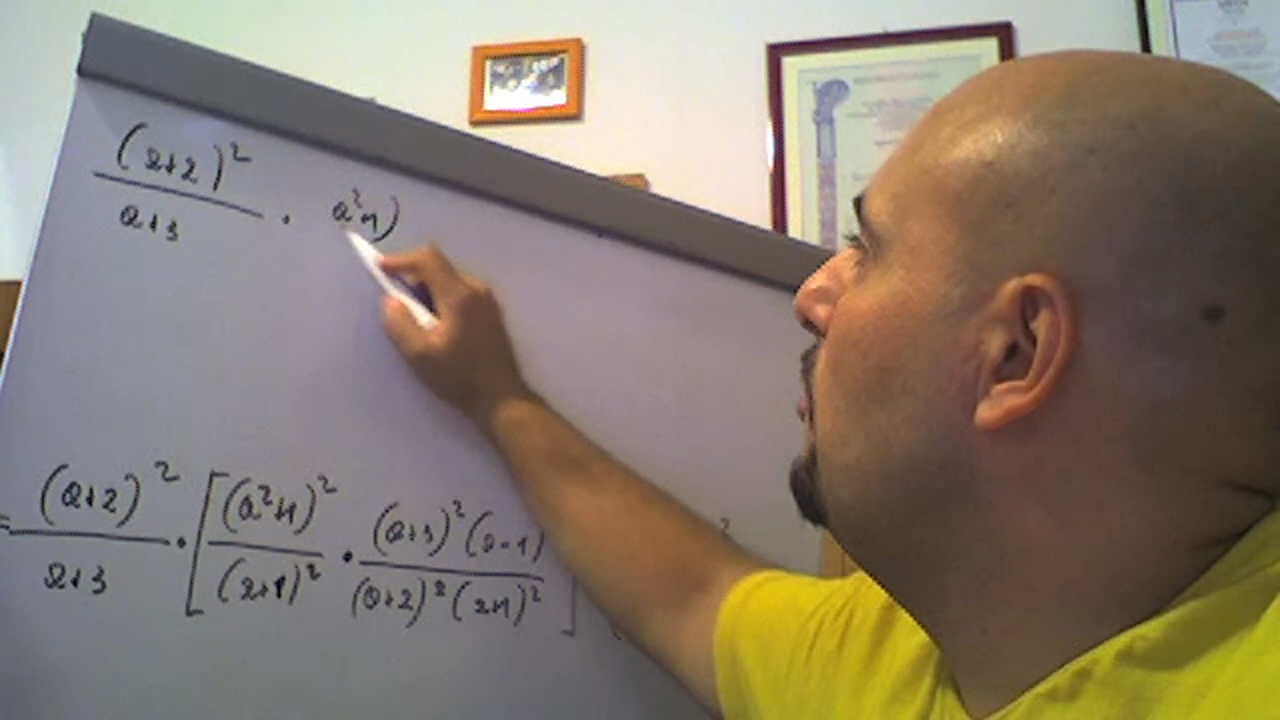 (a+2)²
a+3
· a²+1)
= (a+2)² · [ (a²+1)² · (a+3)² (a-1) ]
a+3 (a+1)² (a+2)² (a+1)²
2